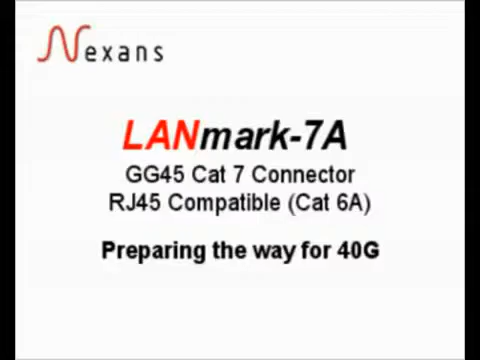 Nexans
LANmark-7A
GG45 Cat 7 Connector
RJ45 Compatible (Cat 6A)
Preparing the way for 40G